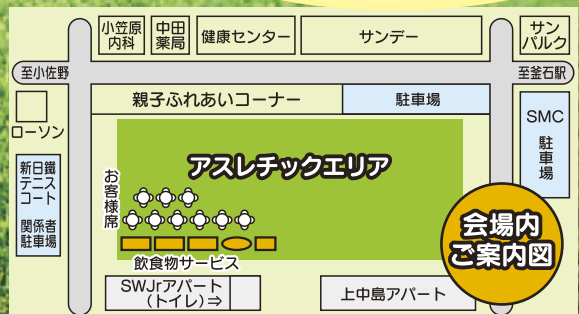 小笠原
内科
中田
薬局
健康センター
サンデー
サン
パルク
至小佐野
至釜石駅
親子ふれあいコーナー
駐車場
ローソン
SMC
駐車場
新日鐵
テニス
コート
関係者
駐車場
アスレチックエリア
お客様席
飲食物サービス
会場内
ご案内図
SWJrアパート
(トイレ)⇒
上中島アパート